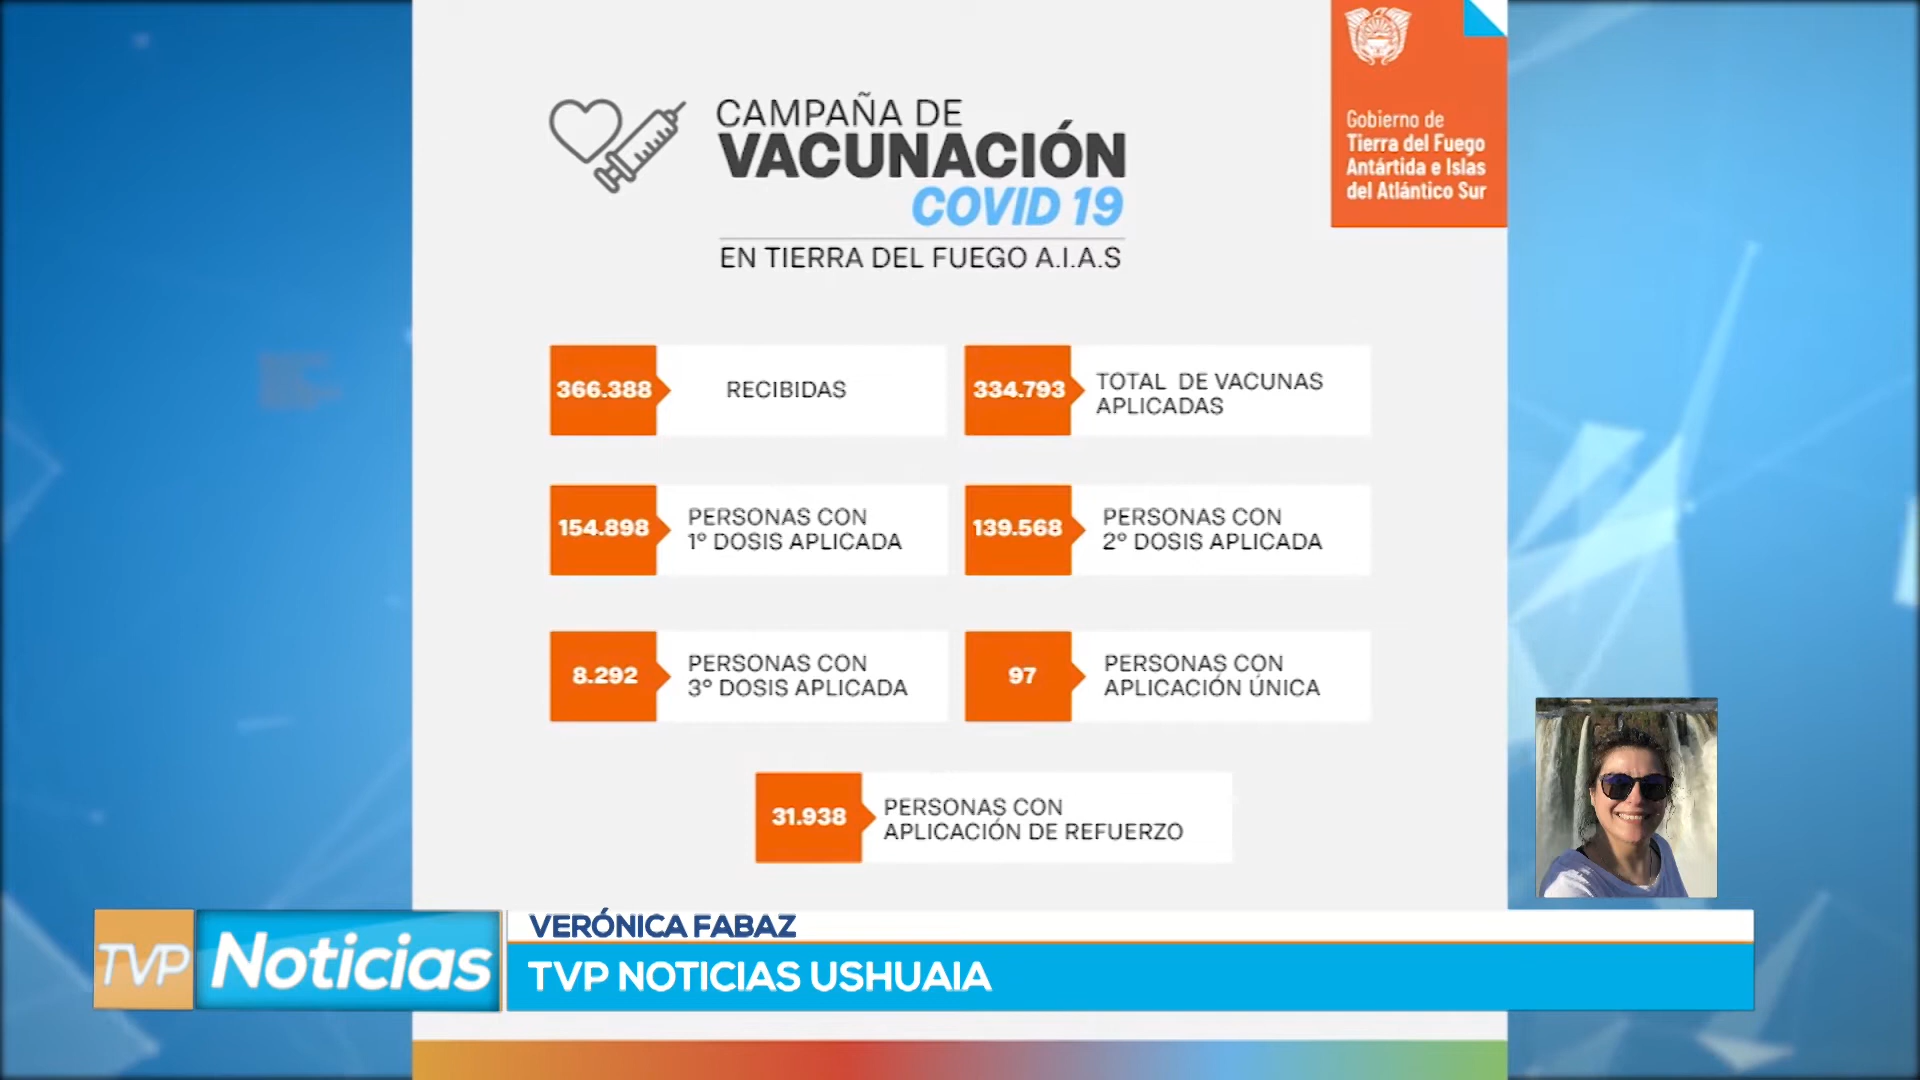 CAMPAÑA DE
VACUNACIÓN
COVID 19
EN TIERRA DEL FUEGO A.I.A.S
Gobierno de
Tierra del Fuego
Antártida e Islas
del Atlántico Sur
366.388 RECIBIDAS
334.793 TOTAL DE VACUNAS
APLICADAS
154.898 PERSONAS CON
1° DOSIS APLICADA
139.568 PERSONAS CON
2° DOSIS APLICADA
8.292 PERSONAS CON
3° DOSIS APLICADA
97 PERSONAS CON
APLICACIÓN ÚNICA
31.938 PERSONAS CON
APLICACIÓN DE REFUERZO
TVP Noticias
VERÓNICA FABAZ
TVP NOTICIAS USHUAIA